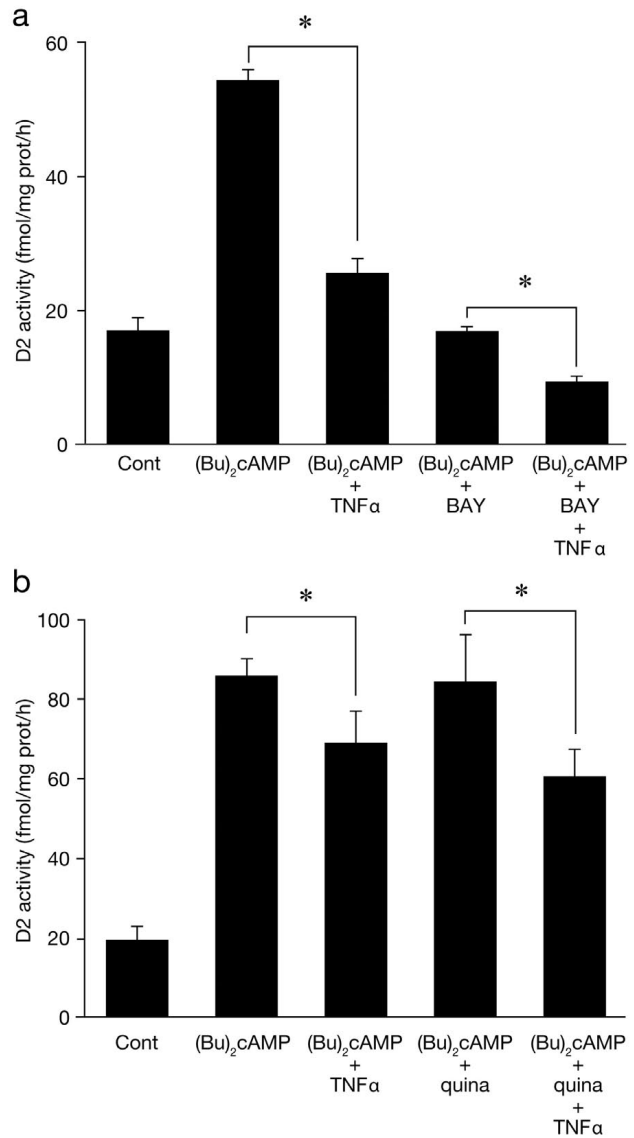 a
*
*
D2 activity (fmol/mg prot/h)
60
40
20
0
Cont
(Bu)₂cAMP
(Bu)₂cAMP
+
TNFα
(Bu)₂cAMP
+
BAY
(Bu)₂cAMP
+
BAY
+
TNFα
b
*
*
D2 activity (fmol/mg prot/h)
100
80
60
40
20
0
Cont
(Bu)₂cAMP
(Bu)₂cAMP
+
TNFα
(Bu)₂cAMP
+
quina
(Bu)₂cAMP
+
quina
+
TNFα